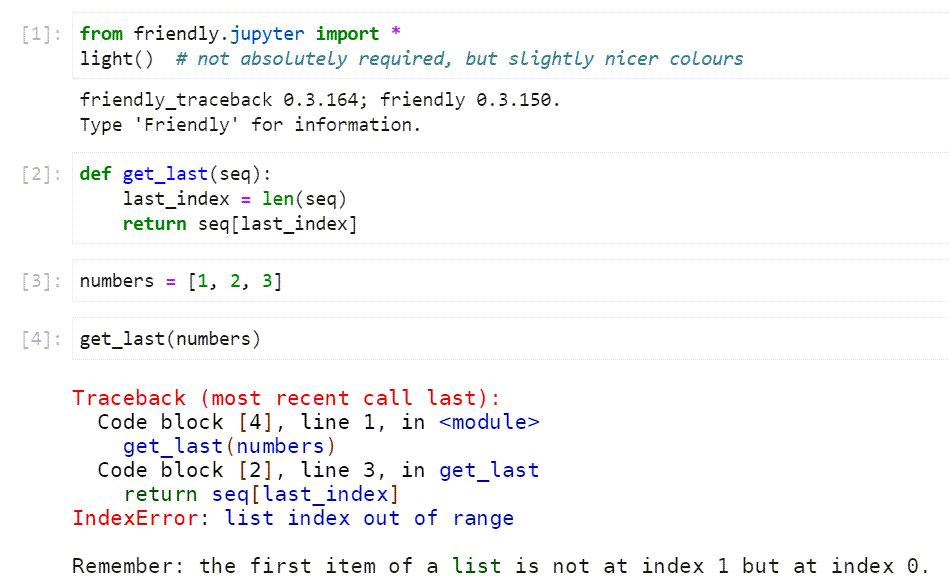 [1]: from friendly.jupyter import *
light()  # not absolutely required, but slightly nicer colours
friendly_traceback 0.3.164; friendly 0.3.150.
Type 'Friendly' for information.
[2]: def get_last(seq):
    last_index = len(seq)
    return seq[last_index]
[3]: numbers = [1, 2, 3]
[4]: get_last(numbers)
Traceback (most recent call last):
  Code block [4], line 1, in <module>
    get_last(numbers)
  Code block [2], line 3, in get_last
    return seq[last_index]
IndexError: list index out of range
Remember: the first item of a list is not at index 1 but at index 0.